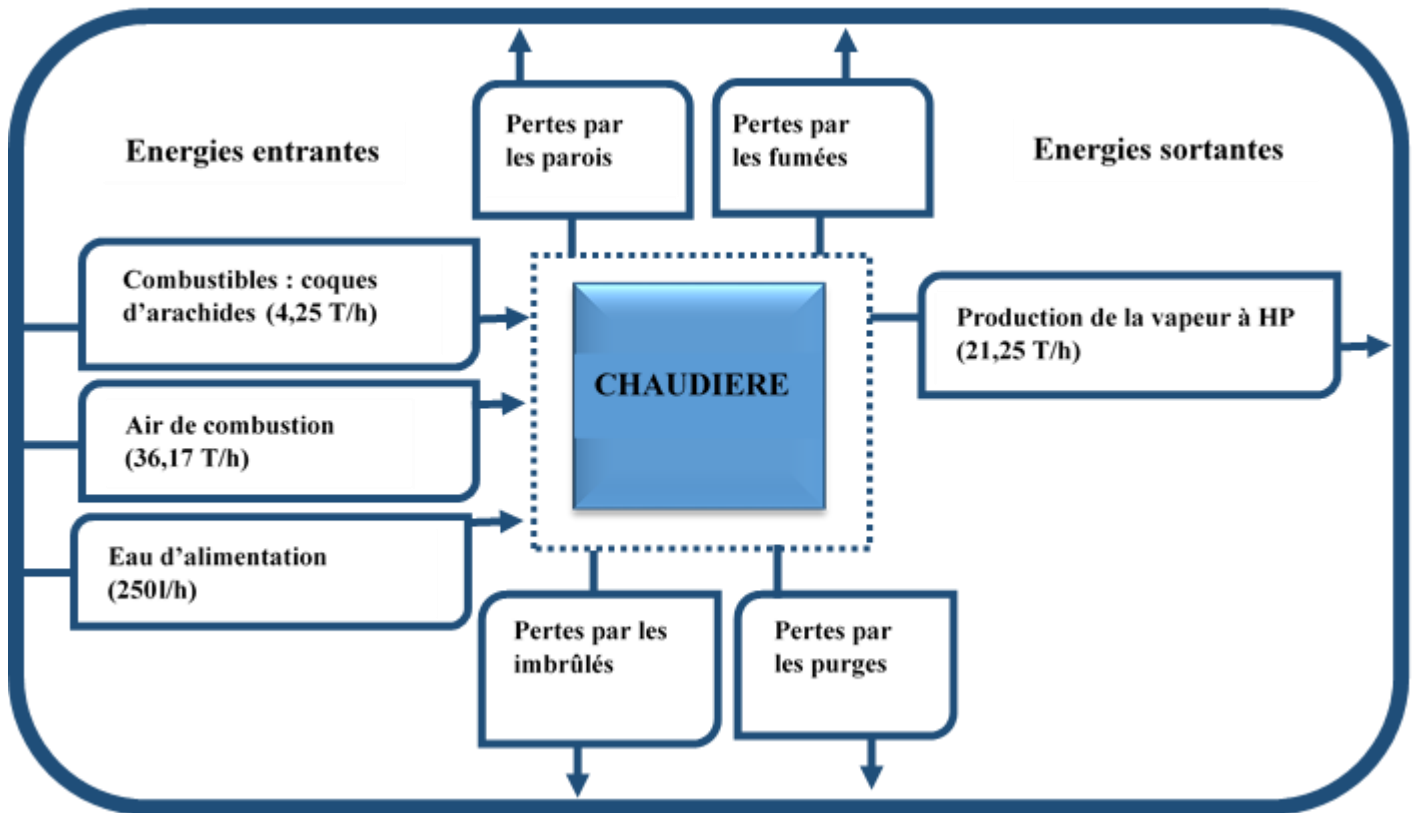 Pertes par
les parois
Pertes par
les fumées
Energies entrantes
Energies sortantes
Combustibles : coques
d’arachides (4,25 T/h)
Air de combustion
(36,17 T/h)
Eau d’alimentation
(250l/h)
CHAUDIERE
Production de la vapeur à HP
(21,25 T/h)
Pertes par les
imbrûlés
Pertes par
les purges